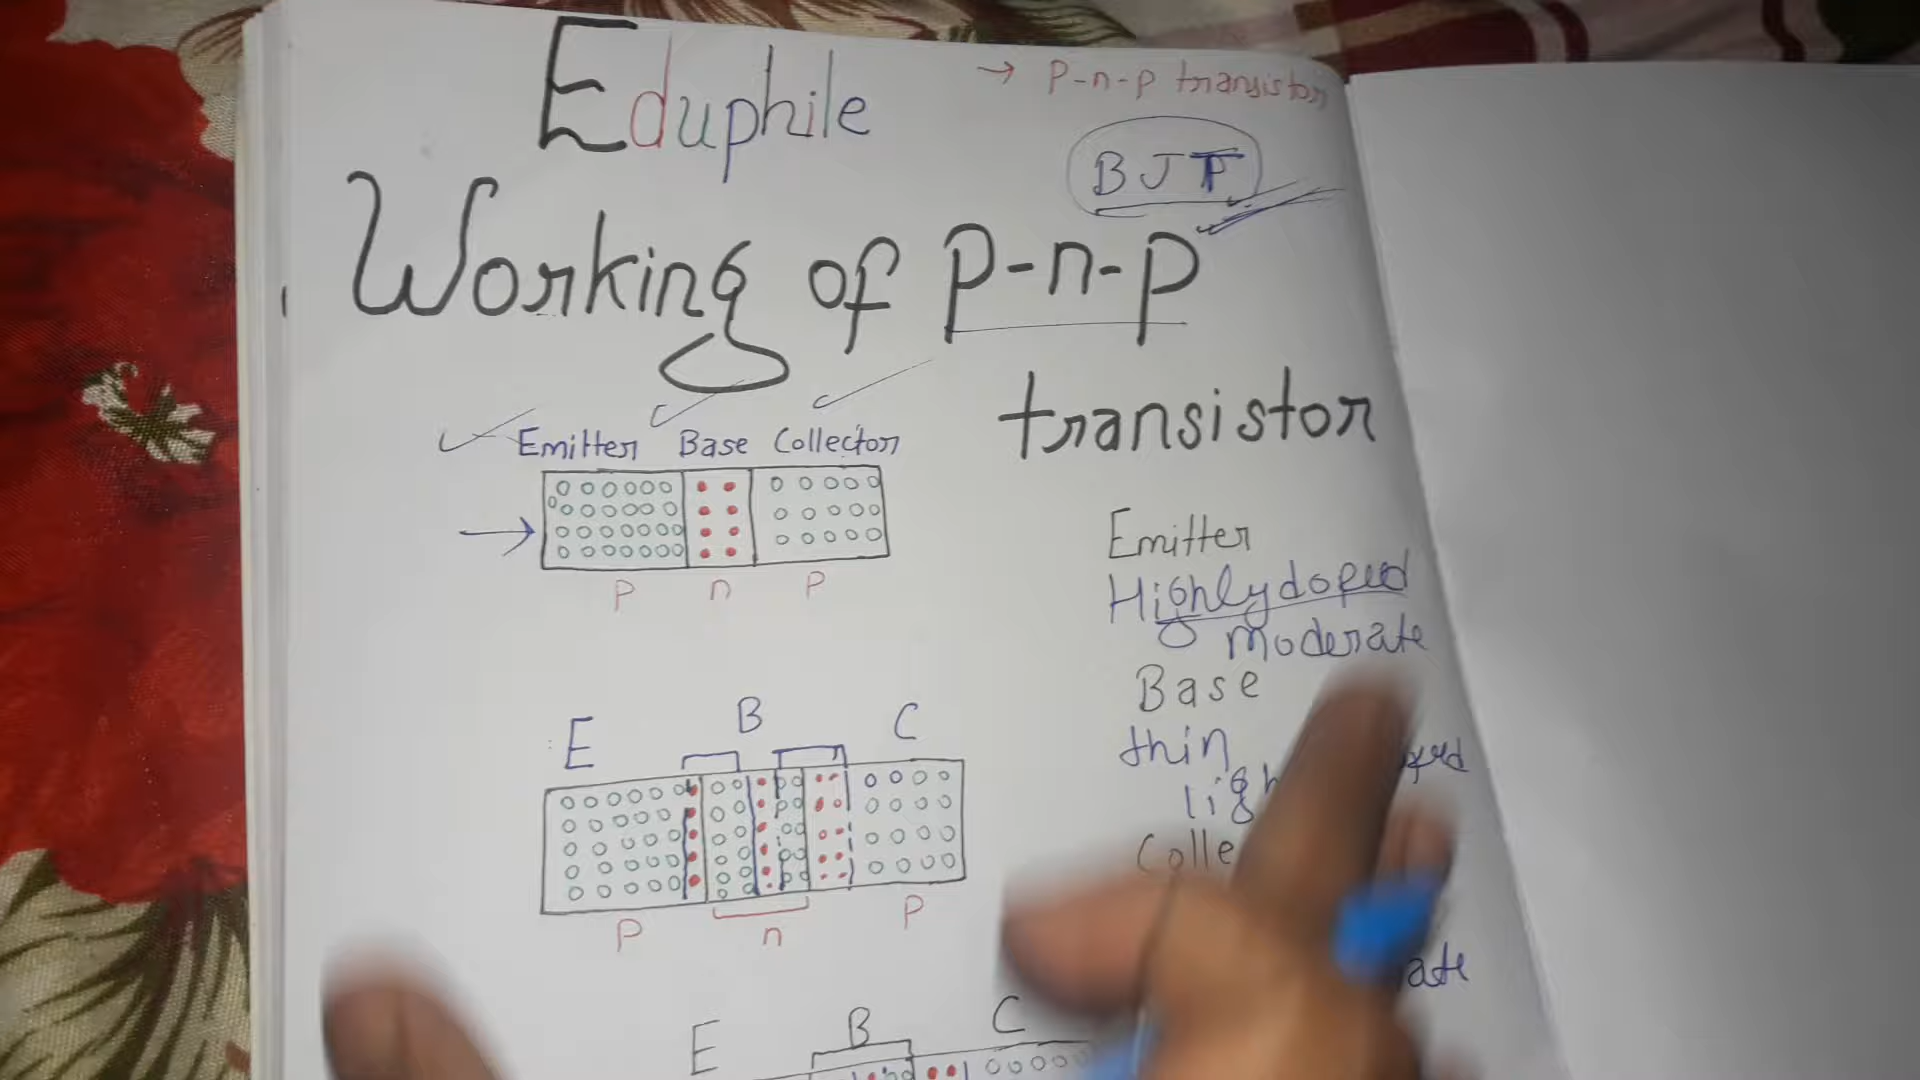 Eduphile
→ P-n-p transistor
BJT
Working of p-n-p
transistor
Emitter Base Collector
P n P
Emitter
Highly doped
moderate
Base
thin
E B C
P n P
E B C